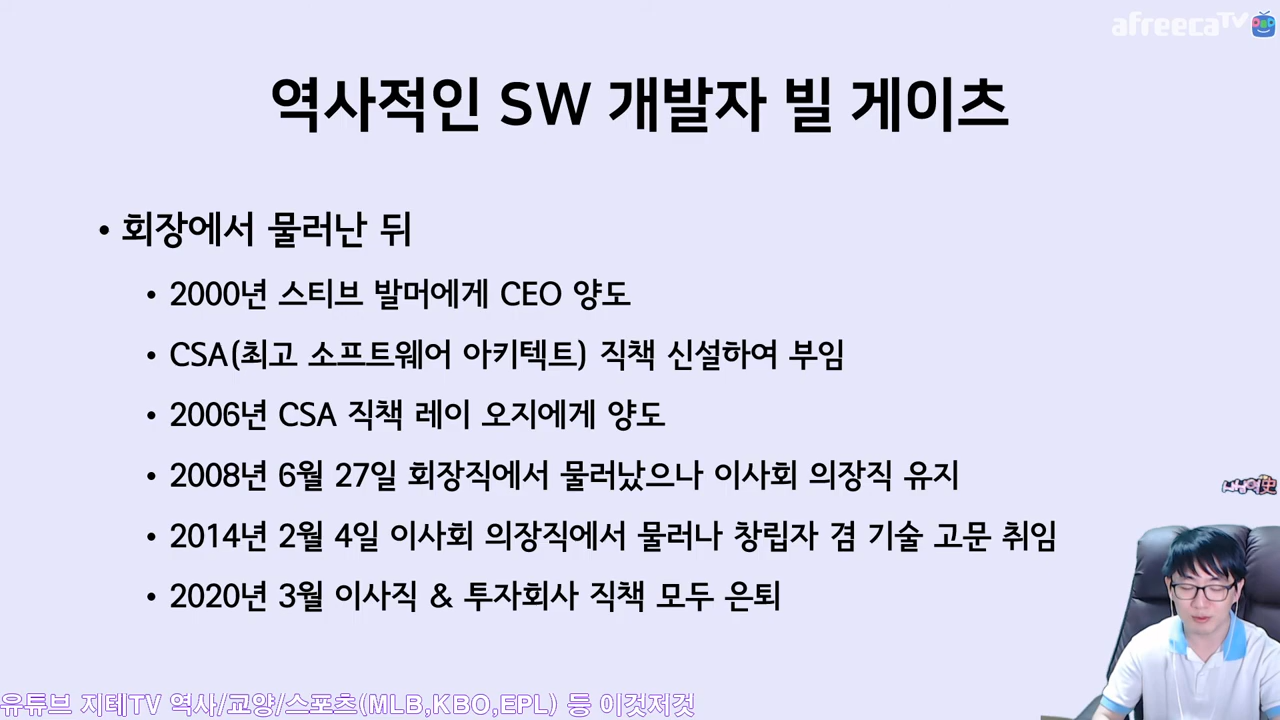 afreecaTV
역사적인 SW 개발자 빌 게이츠
• 회장에서 물러난 뒤
• 2000년 스티브 발머에게 CEO 양도
• CSA(최고 소프트웨어 아키텍트) 직책 신설하여 부임
• 2006년 CSA 직책 레이 오지에게 양도
• 2008년 6월 27일 회장직에서 물러났으나 이사회 의장직 유지
• 2014년 2월 4일 이사회 의장직에서 물러나 창립자 겸 기술 고문 취임
• 2020년 3월 이사직 & 투자회사 직책 모두 은퇴
유튜브 지테TV 역사/교양/스포츠(MLB,KBO,EPL) 등 이것저것